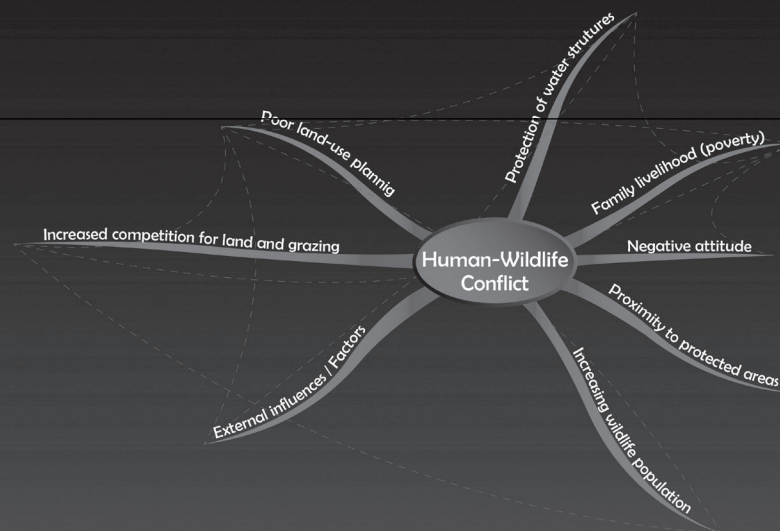 Protection of water strutures
Poor land-use plannig
Family livelihood (poverty)
Increased competition for land and grazing
Negative attitude
Human-Wildlife
Conflict
Proximity to protected areas
External influences / Factors
Increasing wildlife population